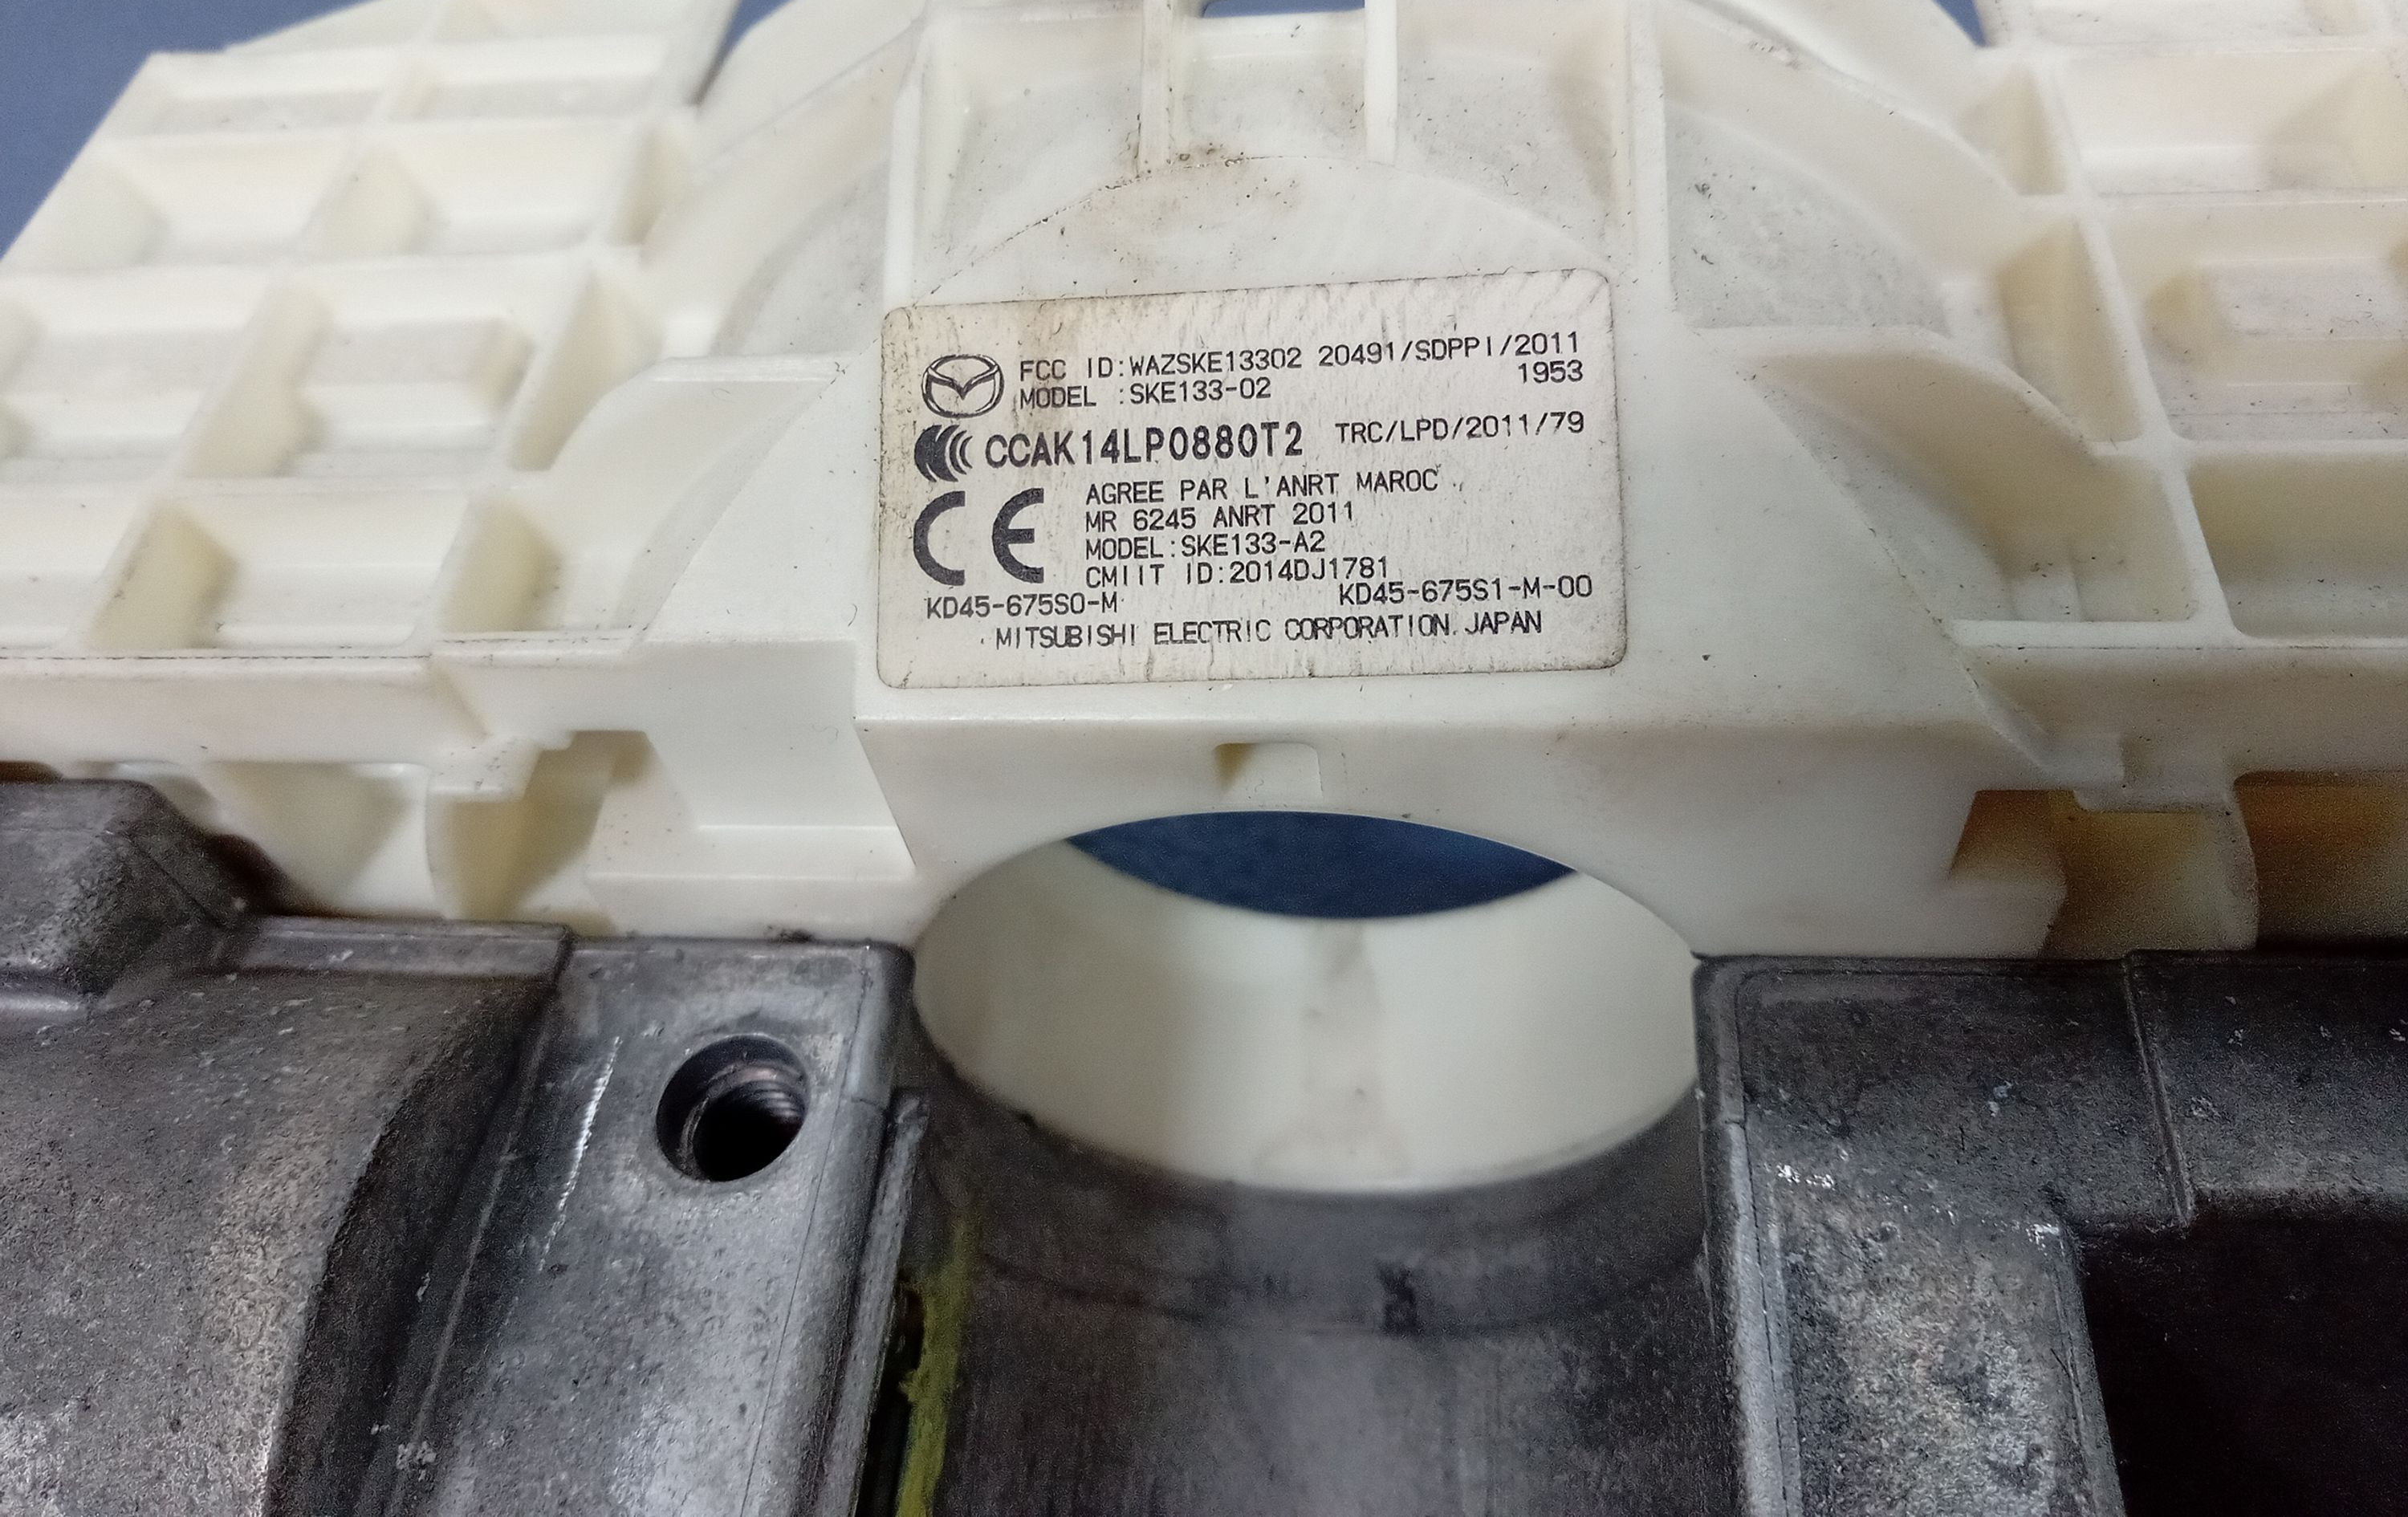 FCC ID:WAZSKE13302 20491/SDPPI/2011
MODEL :SKE133-02 1953
CCAK14LP0880T2 TRC/LPD/2011/79
CE
AGREE PAR L'ANRT MAROC
MR 6245 ANRT 2011
MODEL:SKE133-A2
CMIIT ID:2014DJ1781
KD45-675S0-M KD45-675S1-M-00
MITSUBISHI ELECTRIC CORPORATION. JAPAN